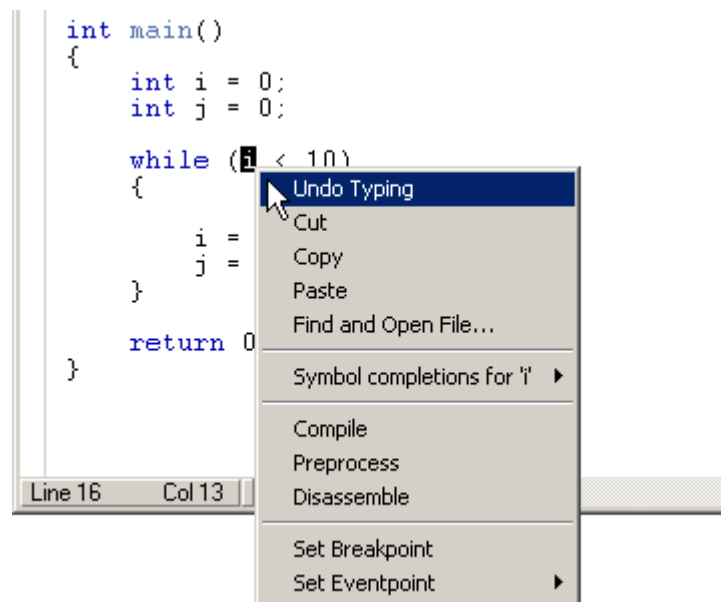 int main()
{
int i = 0;
int j = 0;
while (i < 10)
{
i =
j =
}
return 0
}
Undo Typing
Cut
Copy
Paste
Find and Open File...
Symbol completions for 'i'
Compile
Preprocess
Disassemble
Set Breakpoint
Set Eventpoint
Line 16 Col 13